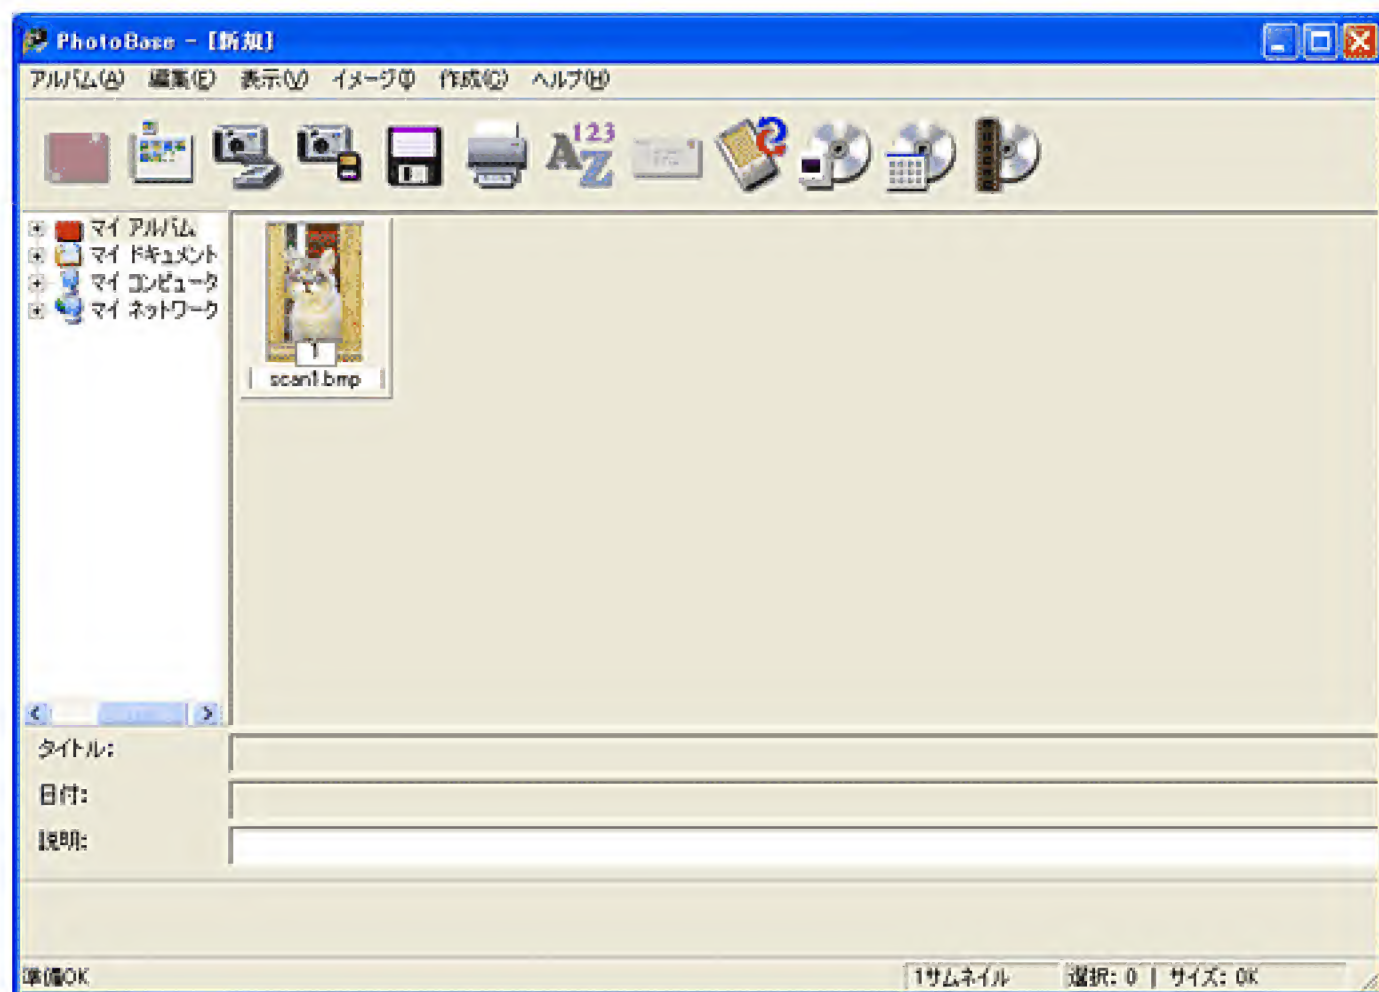 PhotoBase - [新規]
アルバム(A) 編集(E) 表示(V) イメージ(I) 作成(C) ヘルプ(H)
123
AZ
マイ アルバム
マイ ドキュメント
マイ コンピュータ
マイ ネットワーク
1
scan1.bmp
タイトル:
日付:
説明:
準備OK
1サムネイル
選択: 0 | サイズ: 0K